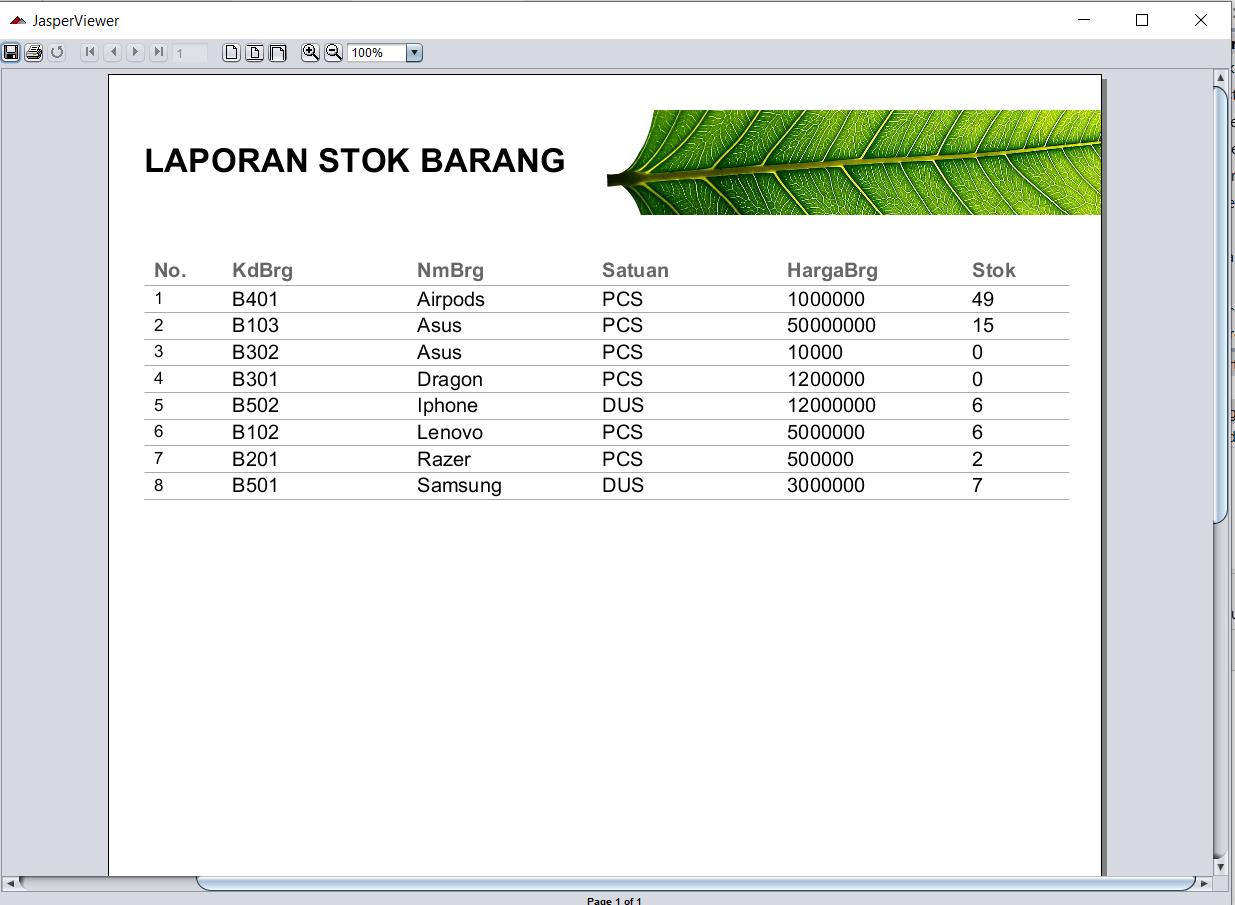 JasperViewer
1
100%
LAPORAN STOK BARANG
No. KdBrg NmBrg Satuan HargaBrg Stok
1 B401 Airpods PCS 1000000 49
2 B103 Asus PCS 50000000 15
3 B302 Asus PCS 10000 0
4 B301 Dragon PCS 1200000 0
5 B502 Iphone DUS 12000000 6
6 B102 Lenovo PCS 5000000 6
7 B201 Razer PCS 500000 2
8 B501 Samsung DUS 3000000 7
Page 1 of 1